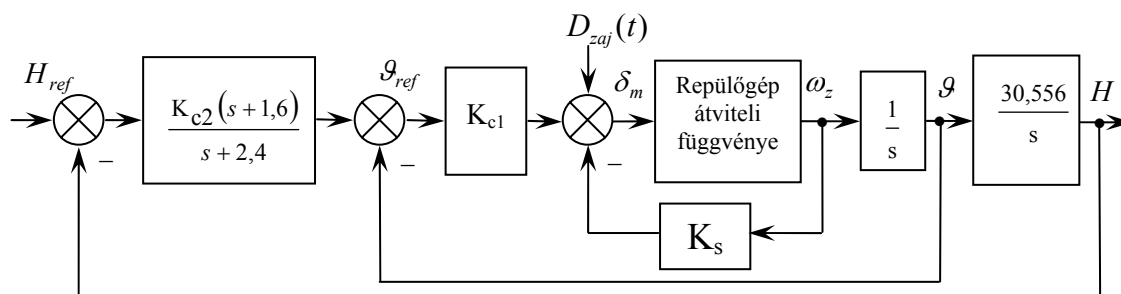 H_ref
K_c2 (s + 1,6)
s + 2,4
ϑ_ref
K_c1
D_zaj(t)
δ_m
Repülőgép
átviteli
függvénye
ω_z
1
s
ϑ
30,556
s
H
K_s
−
−
−